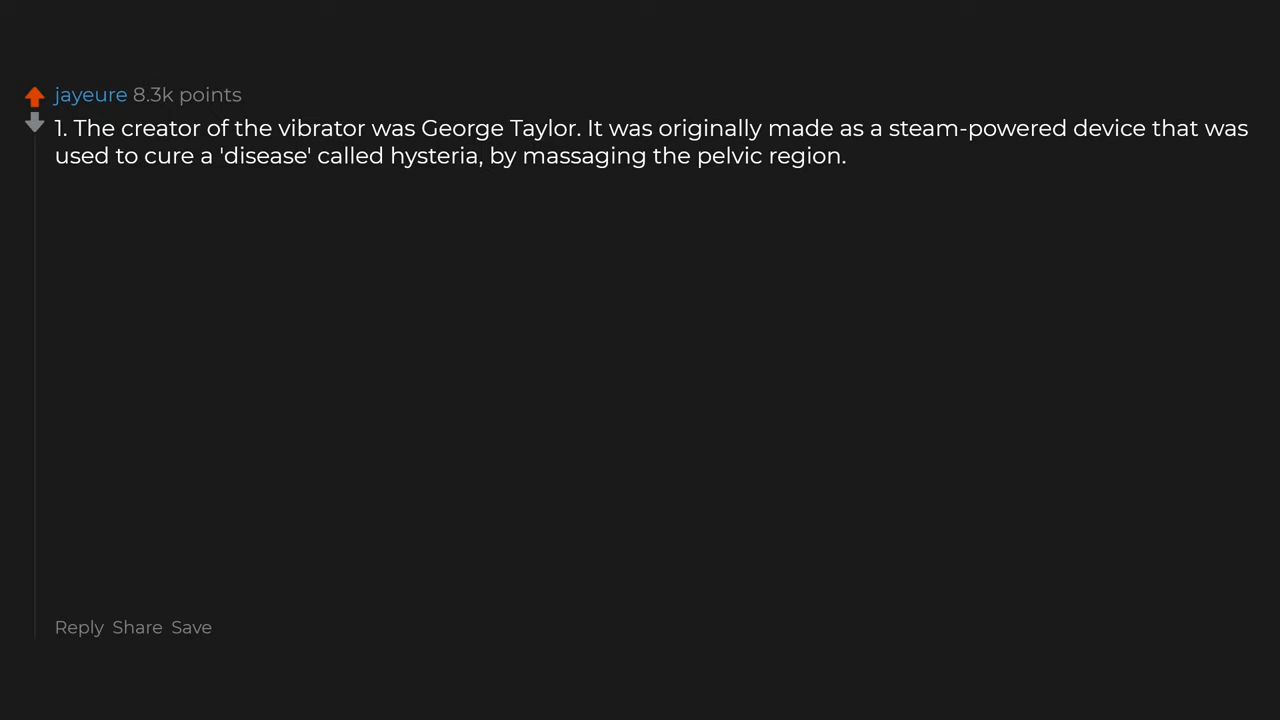 jayeure 8.3k points
1. The creator of the vibrator was George Taylor. It was originally made as a steam-powered device that was
used to cure a 'disease' called hysteria, by massaging the pelvic region.
Reply Share Save